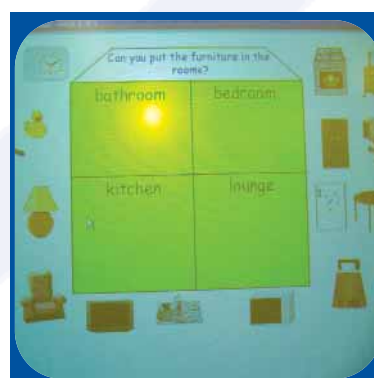 Can you put the furniture in the
rooms?
bathroom bedroom
kitchen lounge